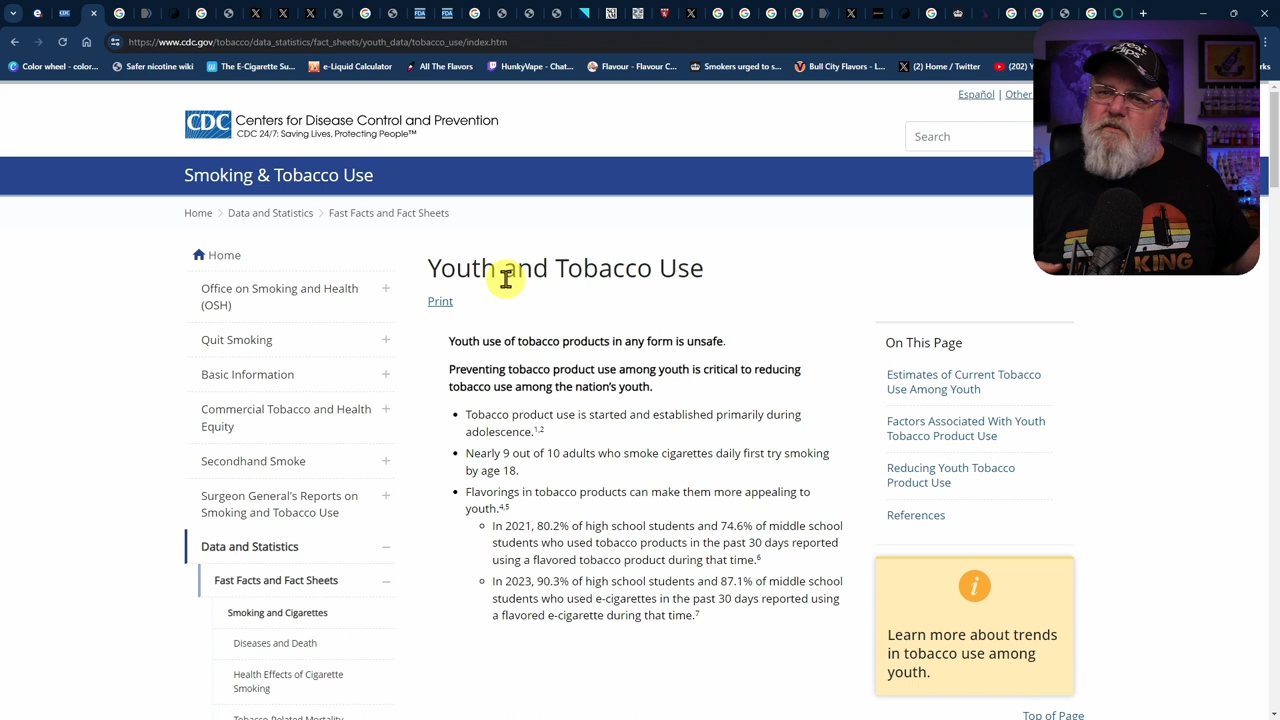 https://www.cdc.gov/tobacco/data_statistics/fact_sheets/youth_data/tobacco_use/index.htm
Color wheel - color...
Safer nicotine wiki
The E-Cigarette Su...
e-Liquid Calculator
All The Flavors
HunkyVape - Chat...
Flavour – Flavour C...
Smokers urged to s...
Bull City Flavors – L...
(2) Home / Twitter
(202) Y
ks
Español | Other
CDC
Centers for Disease Control and Prevention
CDC 24/7: Saving Lives, Protecting People™
Search
Smoking & Tobacco Use
Home
Data and Statistics
Fast Facts and Fact Sheets
Home
Office on Smoking and Health
(OSH)
Quit Smoking
Basic Information
Commercial Tobacco and Health
Equity
Secondhand Smoke
Surgeon General's Reports on
Smoking and Tobacco Use
Data and Statistics
Fast Facts and Fact Sheets
Smoking and Cigarettes
Diseases and Death
Health Effects of Cigarette
Smoking
Tobacco-Related Mortality
Youth and Tobacco Use
Print
Youth use of tobacco products in any form is unsafe.
Preventing tobacco product use among youth is critical to reducing
tobacco use among the nation's youth.
• Tobacco product use is started and established primarily during
adolescence.1,2
• Nearly 9 out of 10 adults who smoke cigarettes daily first try smoking
by age 18.
• Flavorings in tobacco products can make them more appealing to
youth.4,5
In 2021, 80.2% of high school students and 74.6% of middle school
students who used tobacco products in the past 30 days reported
using a flavored tobacco product during that time.6
In 2023, 90.3% of high school students and 87.1% of middle school
students who used e-cigarettes in the past 30 days reported using
a flavored e-cigarette during that time.7
On This Page
Estimates of Current Tobacco
Use Among Youth
Factors Associated With Youth
Tobacco Product Use
Reducing Youth Tobacco
Product Use
References
Learn more about trends
in tobacco use among
youth.
Top of Page